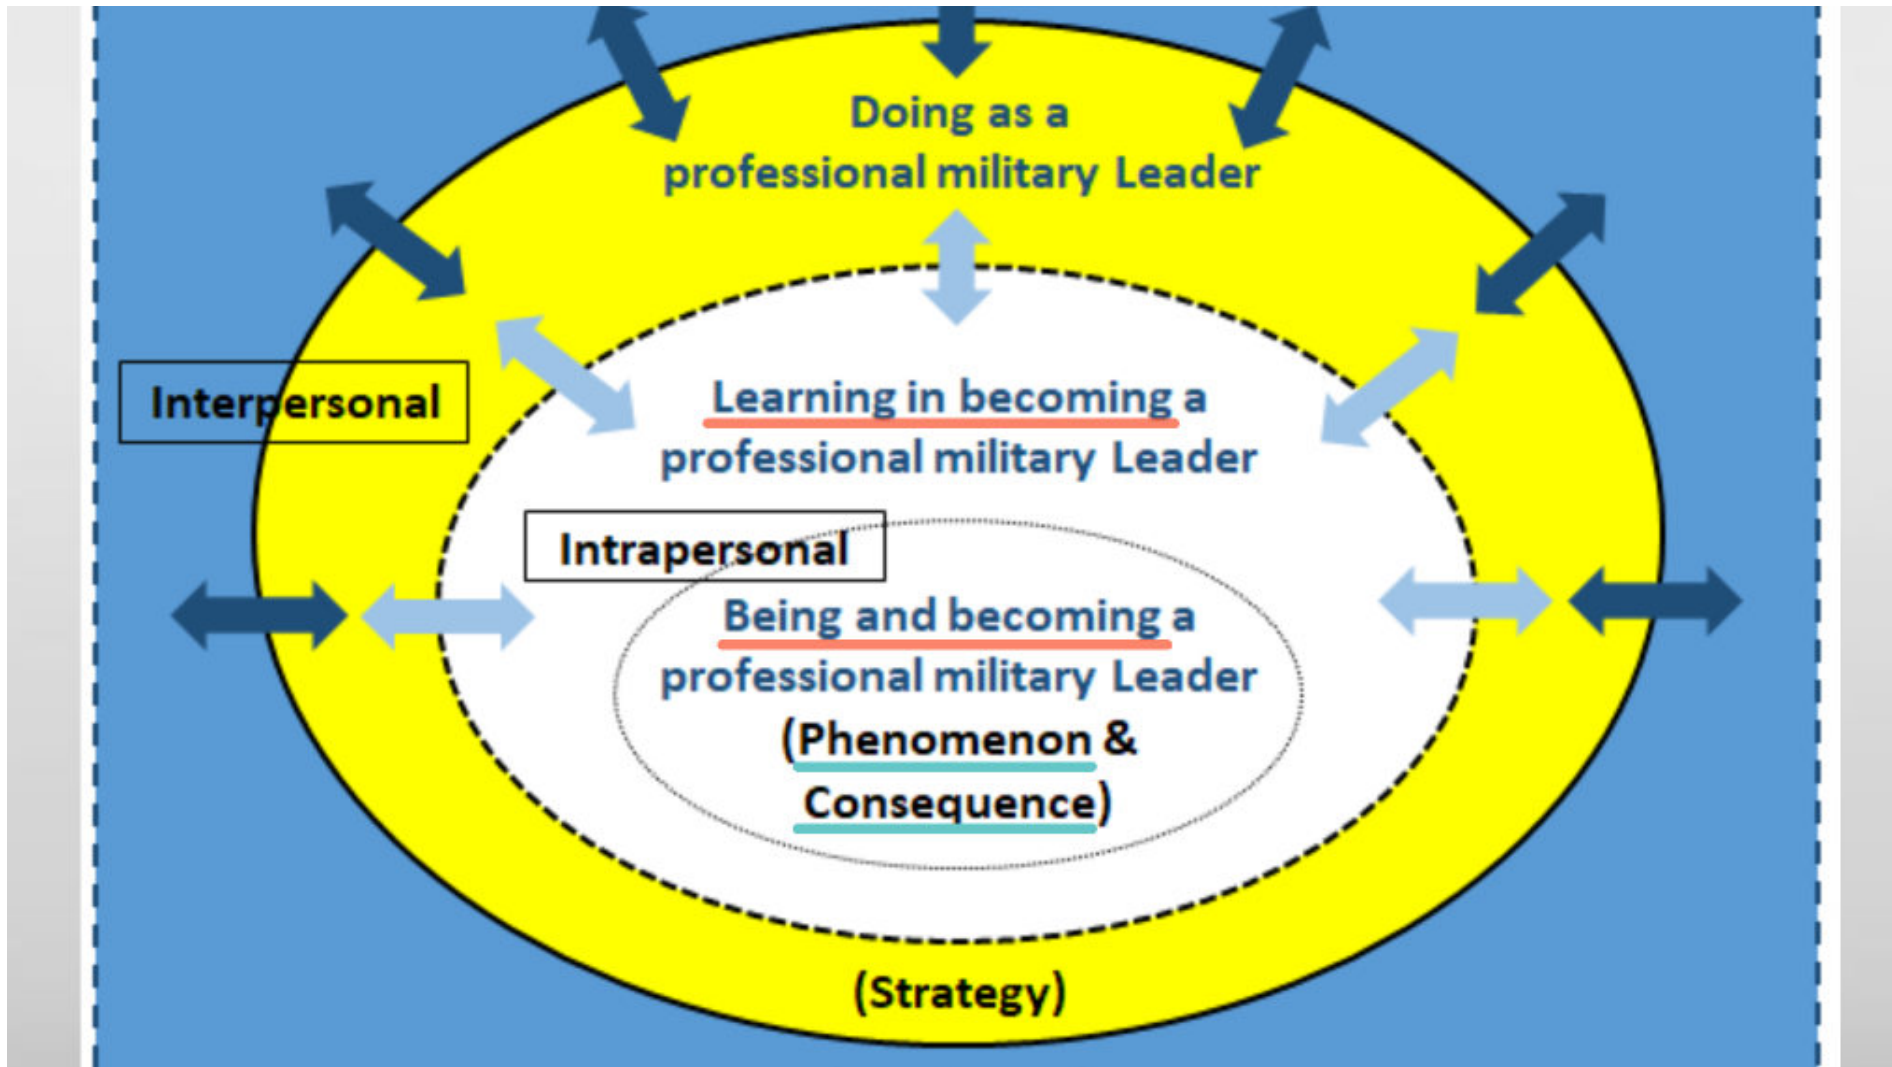 Doing as a
professional military Leader
Interpersonal
Learning in becoming a
professional military Leader
Intrapersonal
Being and becoming a
professional military Leader
(Phenomenon &
Consequence)
(Strategy)